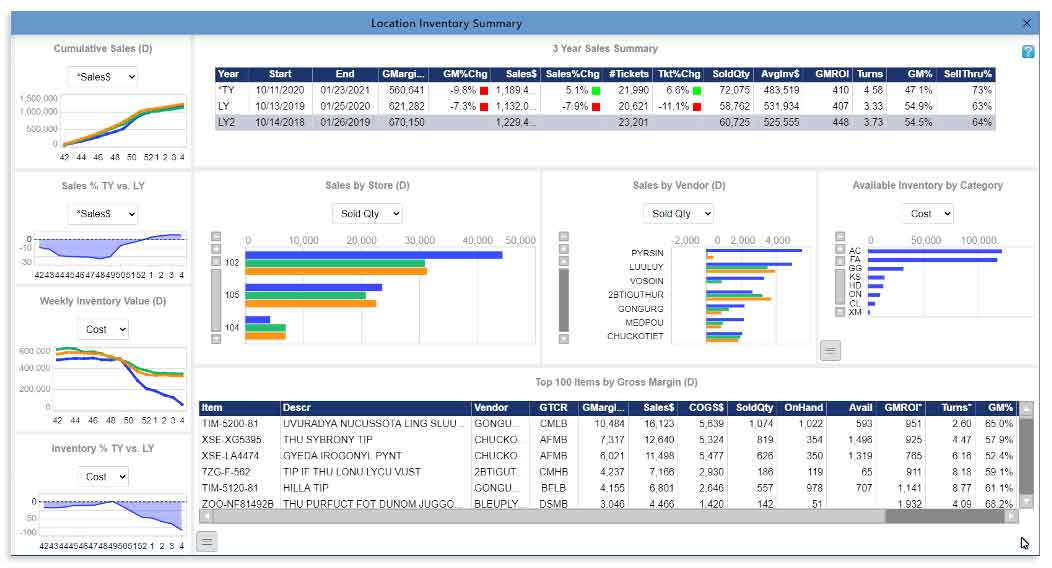 Location Inventory Summary
Cumulative Sales (D)
*Sales$
1,500,000
1,000,000
500,000
0
42 44 46 48 50 52 1 2 3 4
3 Year Sales Summary
Year Start End GMargi... GM%Chg Sales$ Sales%Chg #Tickets Tkt%Chg SoldQty AvgInv$ GMROI Turns GM% SellThru%
*TY 10/11/2020 01/23/2021 560,641 -9.8% 1,189,4... 5.1% 21,990 6.6% 72,075 483,519 410 4.58 47.1% 73%
LY 10/13/2019 01/25/2020 621,282 -7.3% 1,132,0... -7.9% 20,621 -11.1% 58,762 531,934 407 3.33 54.9% 63%
LY2 10/14/2018 01/26/2019 670,150 1,229,4... 23,201 60,725 525,555 448 3.73 54.5% 64%
Sales % TY vs. LY
*Sales$
0
-10
-30
42434445464748495051521 2 3 4
Sales by Store (D)
Sold Qty
0 10,000 20,000 30,000 40,000 50,000
102
105
104
Sales by Vendor (D)
Sold Qty
-2,000 0 2,000 4,000
PYRSIN
LUULUY
VOSOIN
2BTIGUTHUR
GONGURG
MEDPOU
CHUCKOTIET
Available Inventory by Category
Cost
0 50,000 100,000
AC
FA
GG
KS
HD
ON
CL
XM
Weekly Inventory Value (D)
Cost
600,000
400,000
200,000
0
42 44 46 48 50 52 1 2 3 4
Inventory % TY vs. LY
Cost
0
-50
-100
4243444546474849505152 1 2 3 4
Top 100 Items by Gross Margin (D)
Item Descr Vendor GTCR GMargi... Sales$ COGS$ SoldQty OnHand Avail GMROI* Turns* GM%
TIM-5200-81 UVURADYA NUCUSSOTA LING SLUU... GONGU... CMLB 10,484 16,123 5,639 1,074 1,022 593 951 2.60 65.0%
XSE-XG5395 THU SYBRONY TIP CHUCKO... AFMB 7,317 12,640 5,324 819 354 1,496 925 4.47 57.9%
XSE-LA4474 GYEDA IROGONYL PYNT CHUCKO... AFMB 6,021 11,498 5,477 626 350 1,319 765 6.16 52.4%
7ZG-F-562 TIP IF THU LONU LYCU VUST 2BTIGUT... CMHB 4,237 7,166 2,930 186 119 65 911 8.18 59.1%
TIM-5120-81 HILLA TIP GONGU... BFLB 4,155 6,801 2,646 557 978 707 1,141 8.77 61.1%
ZOO-NF81492B THU PURFUCT FOT DUNOM JUGGO... BLEUPLY... DSMB 3,046 4,466 1,420 142 51 1,932 4.09 68.2%